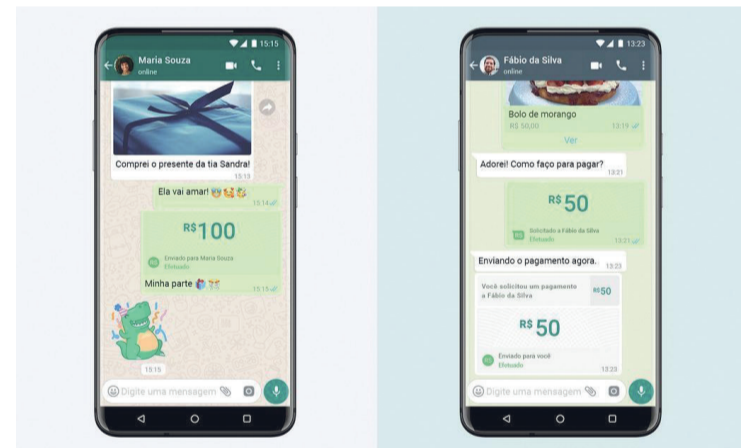 15:15
Maria Souza
online
Comprei o presente da tia Sandra!
15:13
Ela vai amar!
15:14
R$100
Enviado para Maria Souza
Efetuado
Minha parte
15:15
15:15
Digite uma mensagem
13:23
Fábio da Silva
online
Bolo de morango
R$ 50,00
13:19
Ver
Adorei! Como faço para pagar?
13:21
R$50
Solicitado a Fábio da Silva
Efetuado
13:21
Enviando o pagamento agora.
13:23
Você solicitou um pagamento
a Fábio da Silva
R$50
R$50
Enviado para você
Efetuado
13:23
Digite uma mensagem